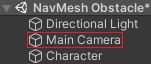 NavMesh Obstacle*
Directional Light
Main Camera
Character